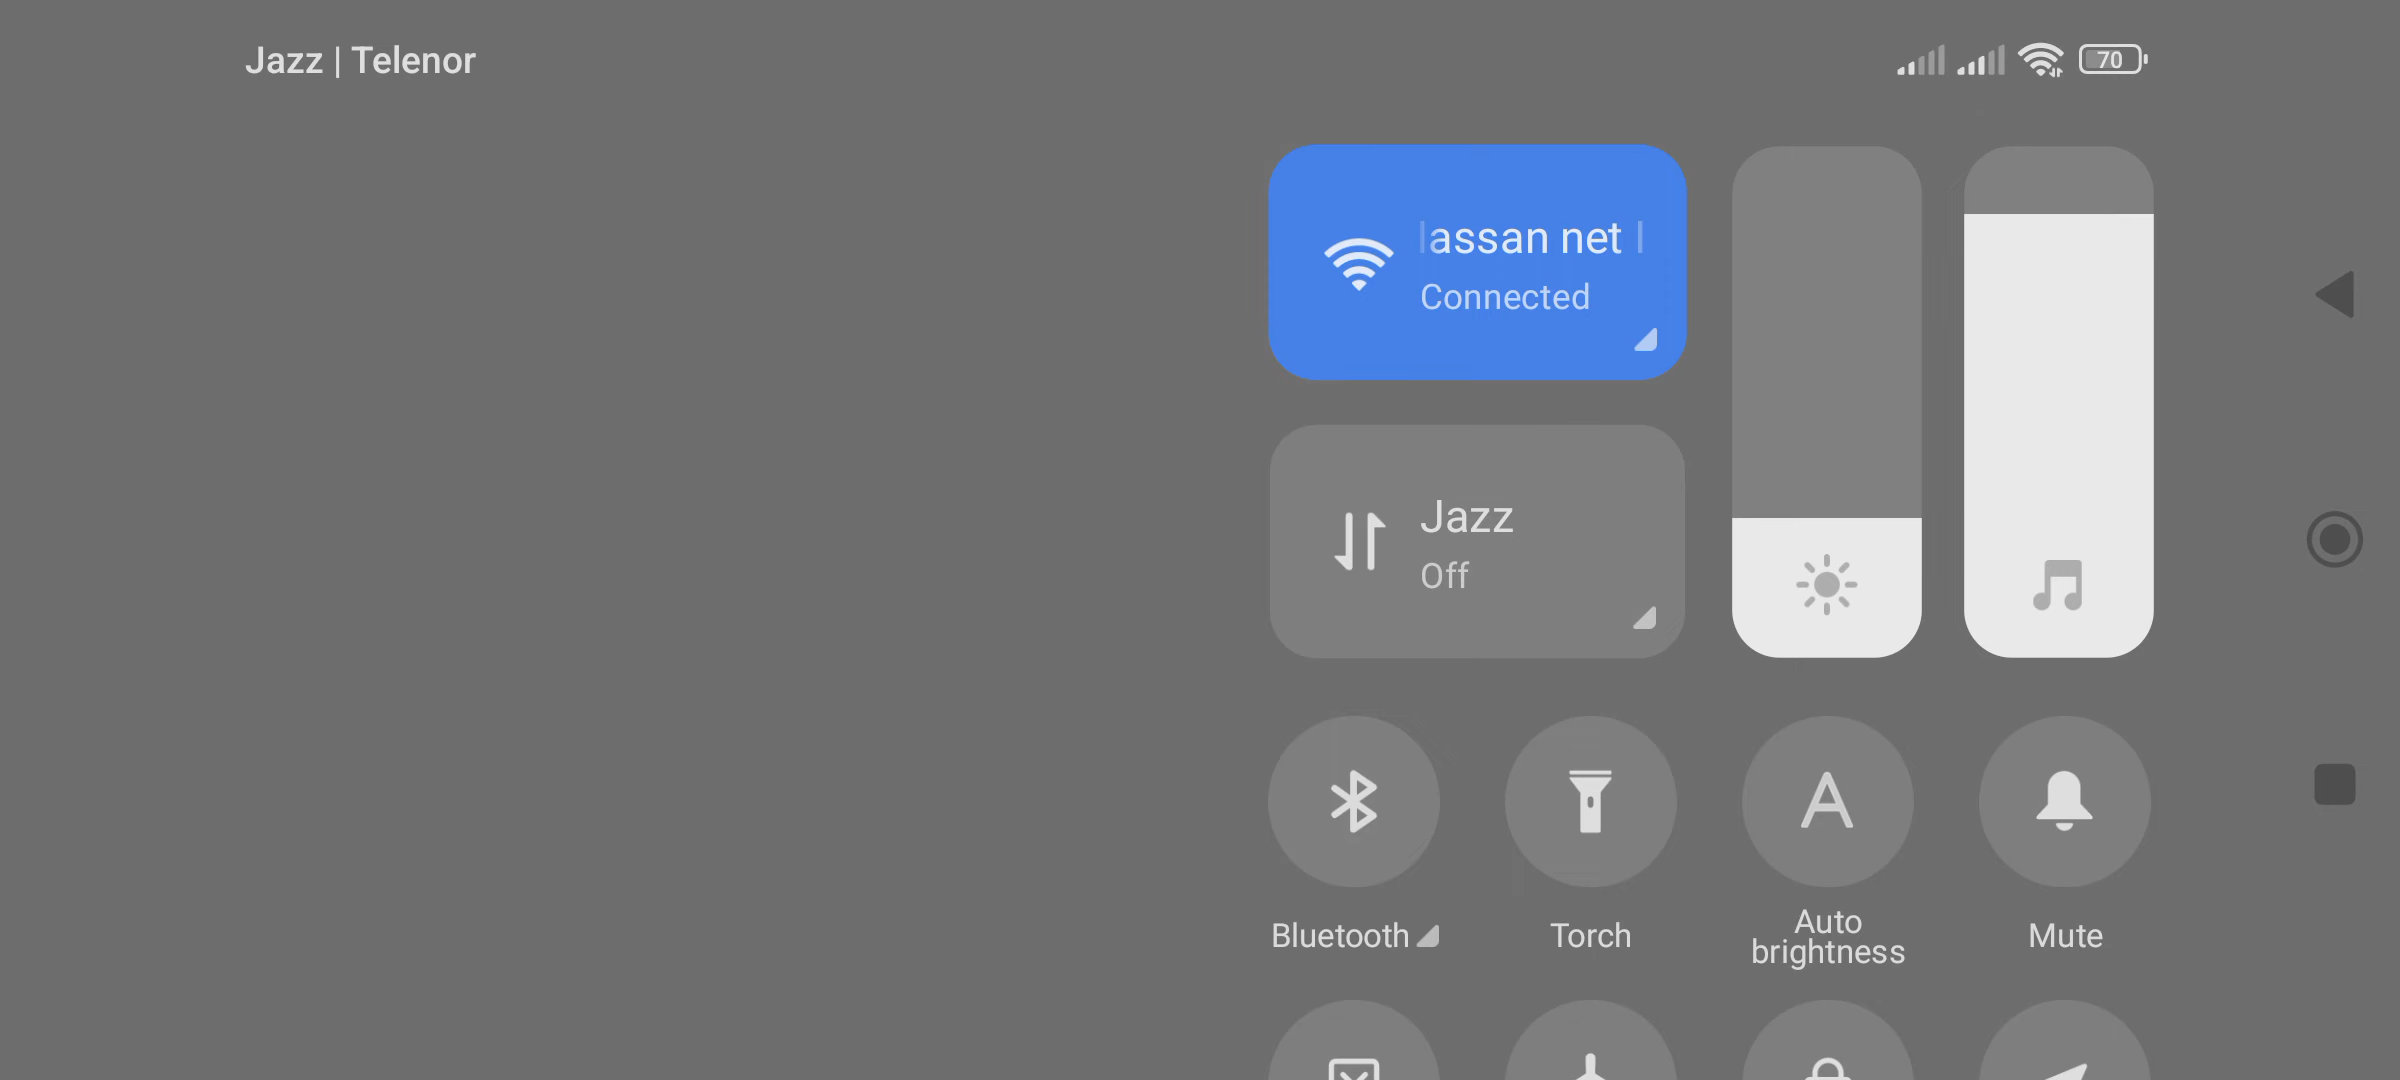 Jazz | Telenor
70
assan net
Connected
Jazz
Off
Bluetooth
Torch
Auto
brightness
Mute